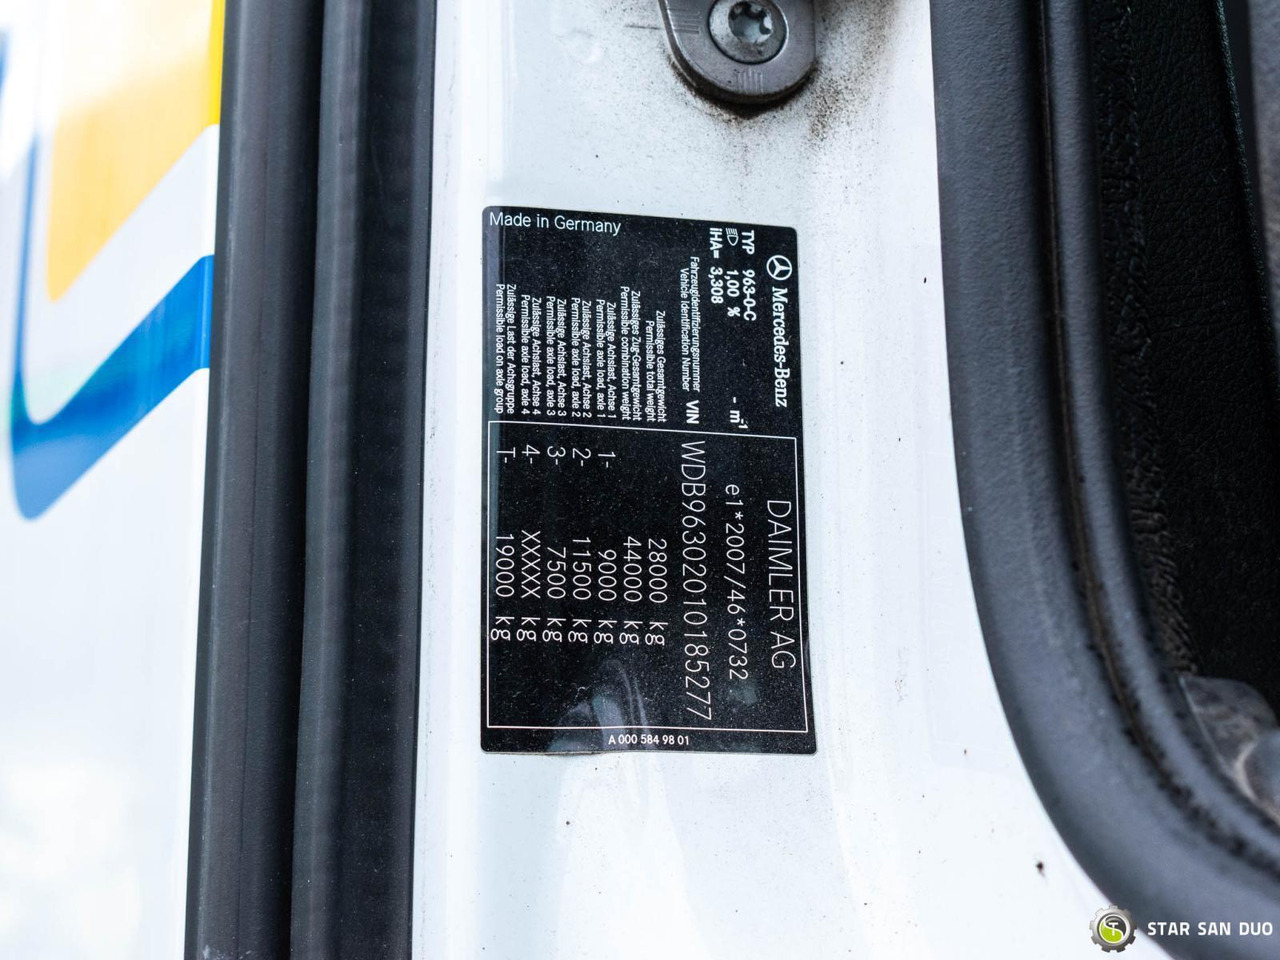 Made in Germany
Mercedes-Benz
DAIMLER AG
TYP 963-0-C
1,00 % - m-1
e1*2007/46*0732
iHA= 3,308
Fahrzeugidentifizierungsnummer
Vehicle Identification Number VIN WDB9630201O185277
Zulässiges Gesamtgewicht
Permissible total weight 28000 kg
Zulässiges Zug-Gesamtgewicht
Permissible combination weight 44000 kg
Zulässige Achslast, Achse 1
Permissible axle load, axle 1 1- 9000 kg
Zulässige Achslast, Achse 2
Permissible axle load, axle 2 2- 11500 kg
Zulässige Achslast, Achse 3
Permissible axle load, axle 3 3- 7500 kg
Zulässige Achslast, Achse 4
Permissible axle load, axle 4 4- XXXXX kg
Zulässige Last der Achsgruppe
Permissible load on axle group T- 19000 kg
A 000 584 98 01
STAR SAN DUO